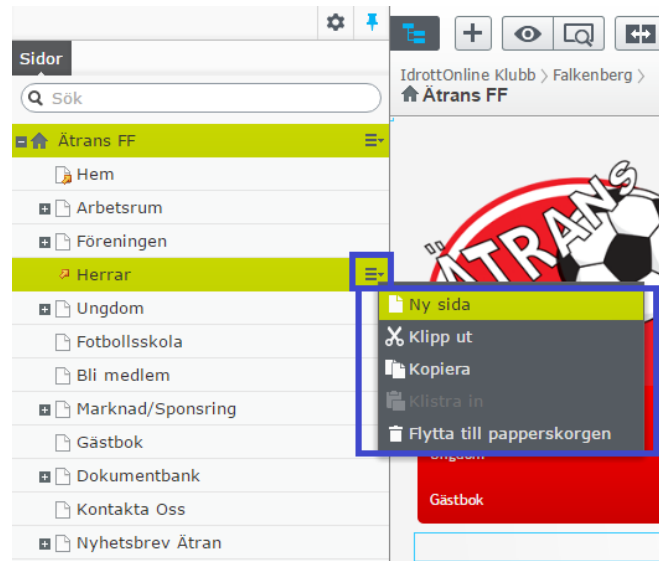 Sidor
Sök
Ätrans FF
Hem
Arbetsrum
Föreningen
Herrar
Ungdom
Fotbollsskola
Bli medlem
Marknad/Sponsring
Gästbok
Dokumentbank
Kontakta Oss
Nyhetsbrev Ätran
IdrottOnline Klubb > Falkenberg >
Ätrans FF
ÄTRANS
Ny sida
Klipp ut
Kopiera
Klistra in
Flytta till papperskorgen
Ungdom
Gästbok